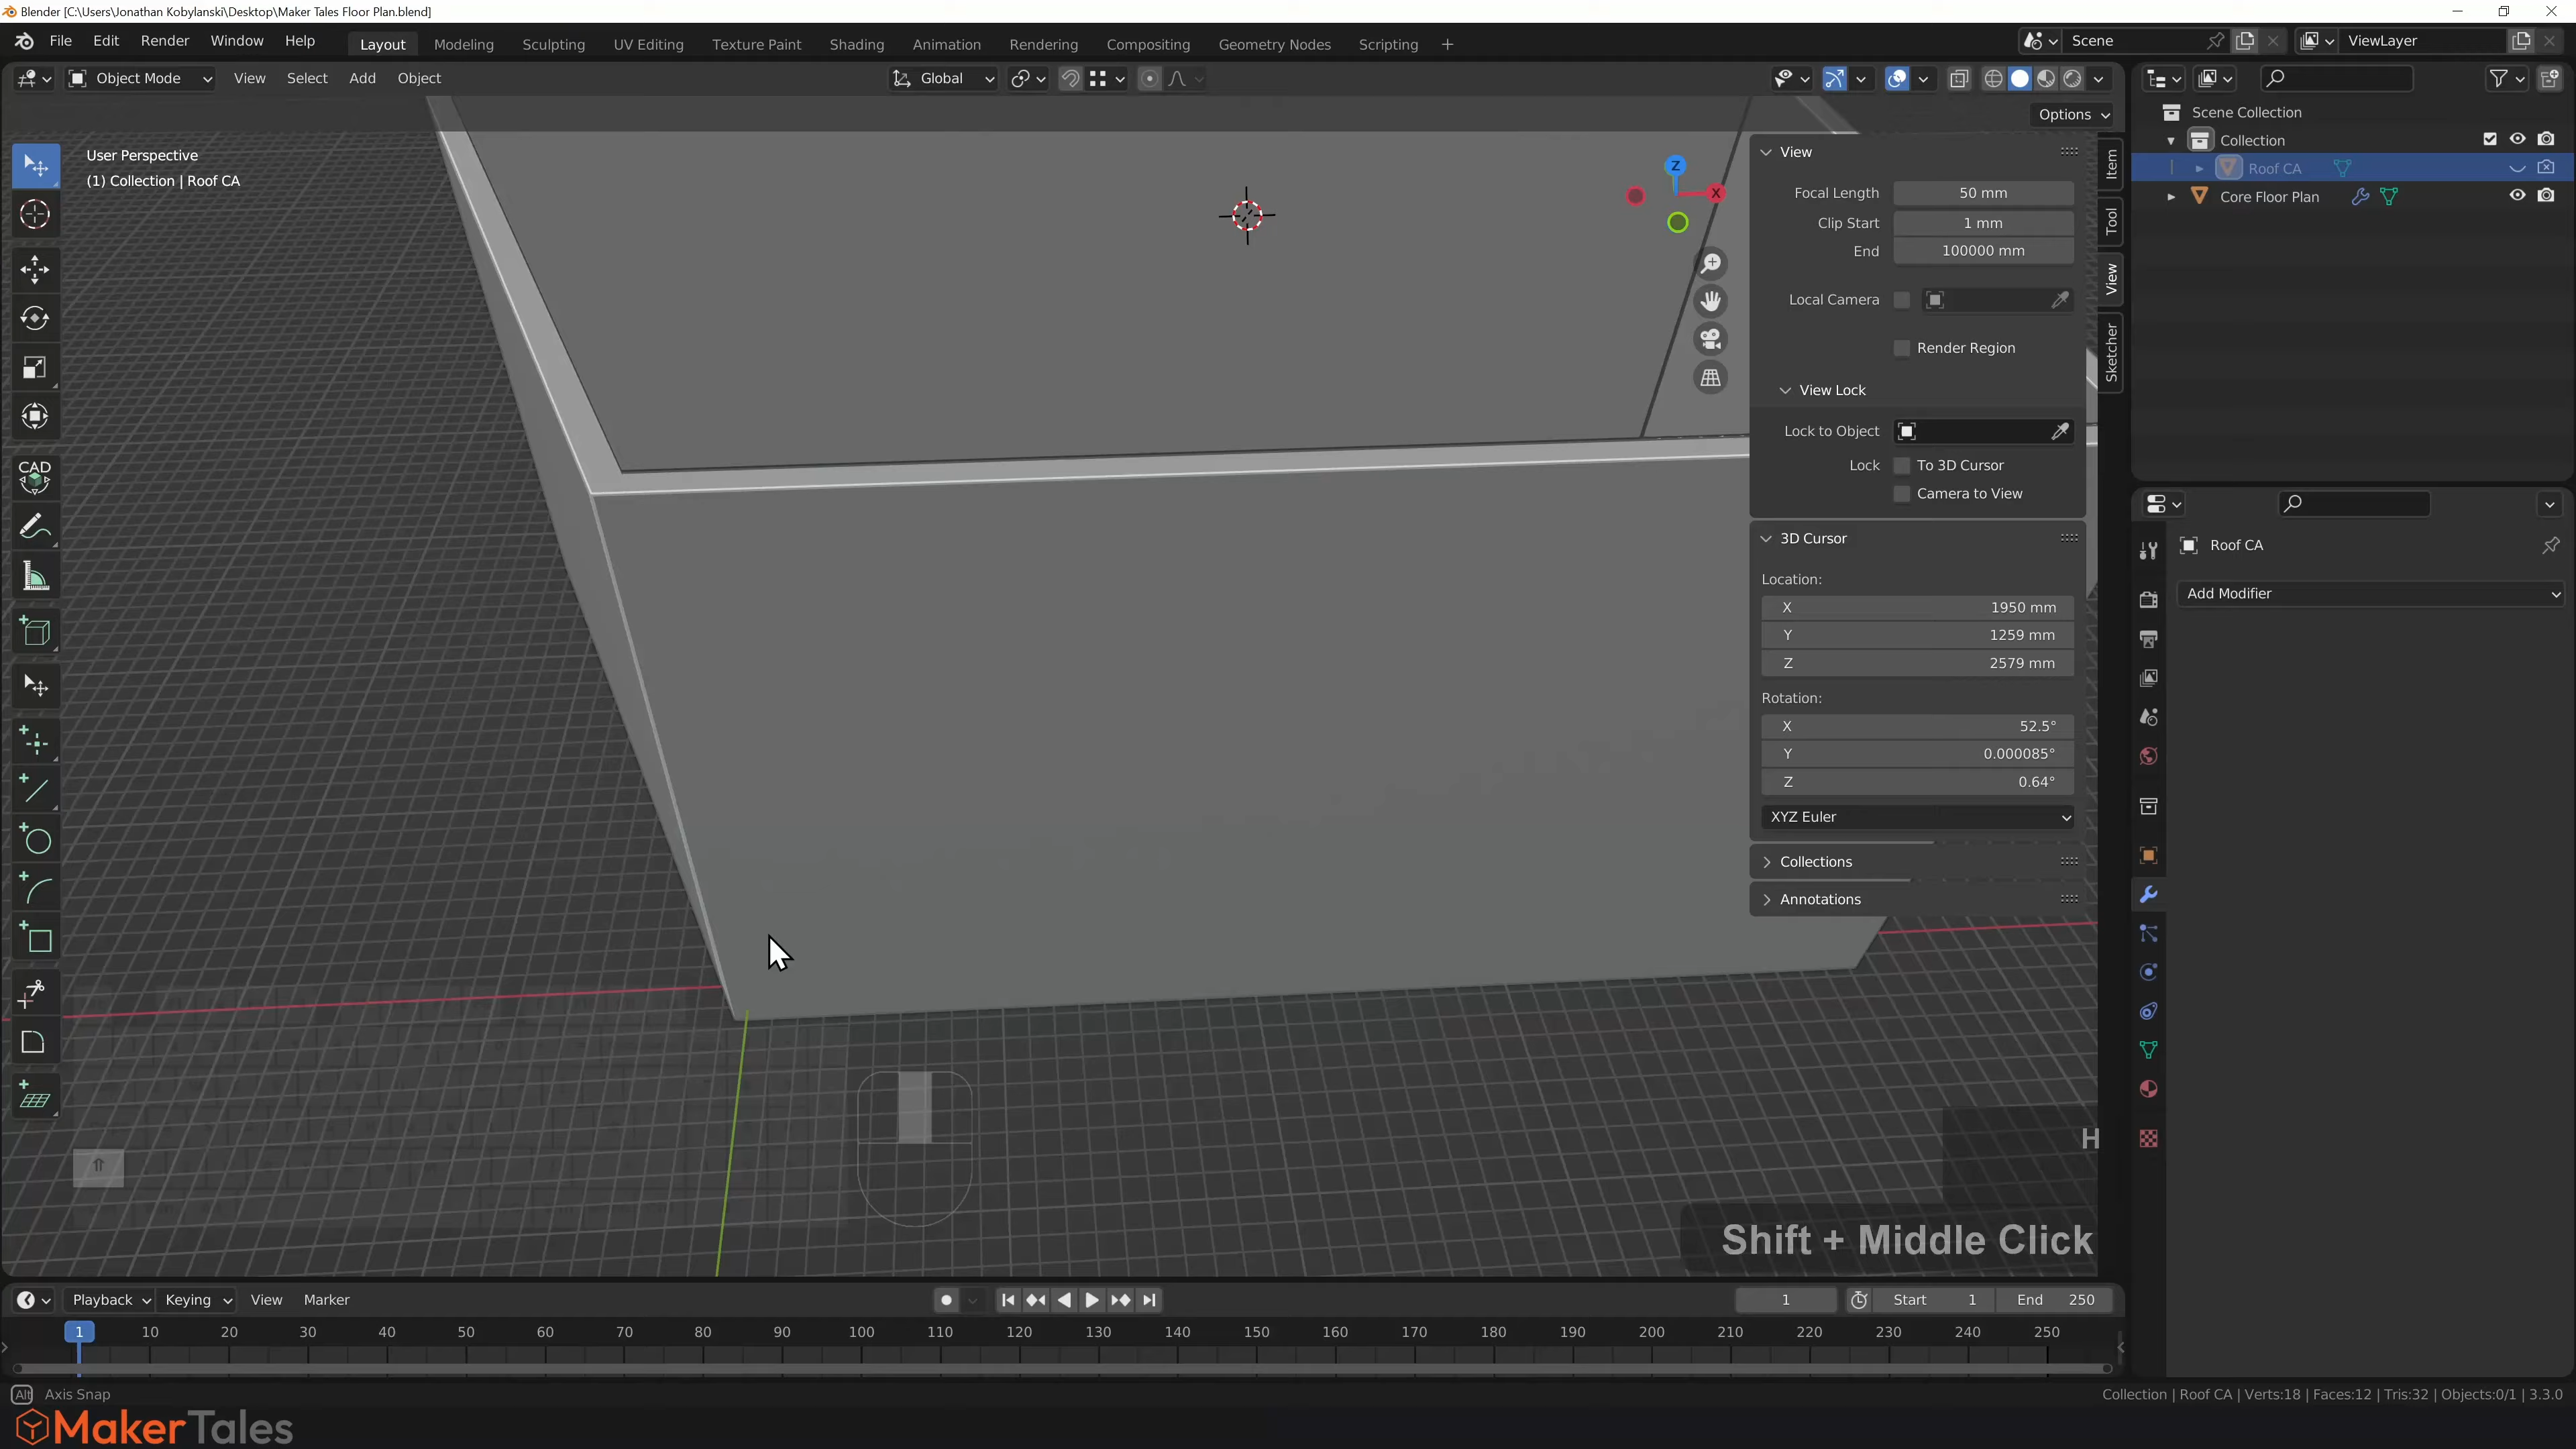 Blender [C:\Users\Jonathan Kobylanski\Desktop\Maker Tales Floor Plan.blend]
File Edit Render Window Help
Layout Modeling Sculpting UV Editing Texture Paint Shading Animation Rendering Compositing Geometry Nodes Scripting +
Scene
ViewLayer
Object Mode View Select Add Object
Global
Options
User Perspective
(1) Collection | Roof CA
Z
X
CAD
View
Focal Length 50 mm
Clip Start 1 mm
End 100000 mm
Local Camera
Render Region
View Lock
Lock to Object
Lock To 3D Cursor
Camera to View
3D Cursor
Location:
X 1950 mm
Y 1259 mm
Z 2579 mm
Rotation:
X 52.5°
Y 0.000085°
Z 0.64°
XYZ Euler
Collections
Annotations
Item
Tool
View
Sketcher
Scene Collection
Collection
Roof CA
Core Floor Plan
Roof CA
Add Modifier
H
Shift + Middle Click
Playback Keying View Marker
1 Start 1 End 250
1 10 20 30 40 50 60 70 80 90 100 110 120 130 140 150 160 170 180 190 200 210 220 230 240 250
Alt Axis Snap
Collection | Roof CA | Verts:18 | Faces:12 | Tris:32 | Objects:0/1 | 3.3.0
MakerTales